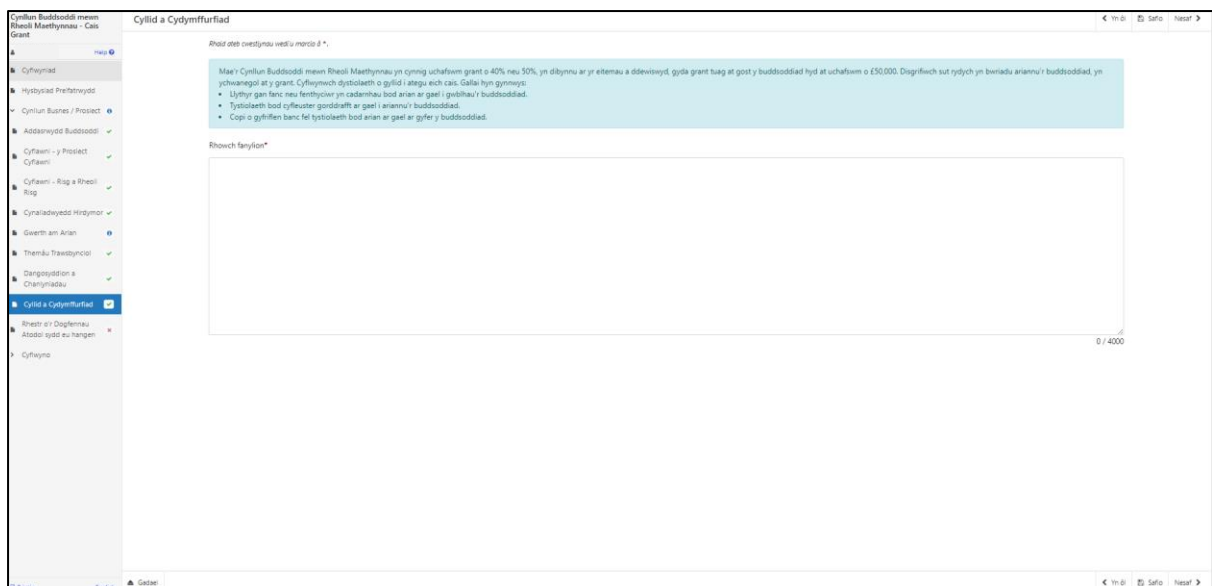 Cynllun Buddsoddi mewn
Rheoli Maethynnau - Cais
Grant
Help
Cyflwyniad
Hysbysiad Preifatrwydd
Cynllun Busnes / Prosiect
Addasrwydd Buddsoddi
Cyflawni - y Prosiect
Cyflawni
Cyflawni - Risg a Rheoli
Risg
Cynaliadwyedd Hirdymor
Gwerth am Arian
Themâu Trawsbynciol
Dangosyddion a
Chanlyniadau
Cyllid a Cydymffurfiad
Rhestr o'r Dogfennau
Atodol sydd eu hangen
Cyflwyno
Cyllid a Cydymffurfiad
Yn ôl Safio Nesaf
Rhaid ateb cwestiynau wedi'u marcio â *.
Mae'r Cynllun Buddsoddi mewn Rheoli Maethynnau yn cynnig uchafswm grant o 40% neu 50%, yn dibynnu ar yr eitemau a ddewiswyd, gyda grant tuag at gost y buddsoddiad hyd at uchafswm o £50,000. Disgrifiwch sut rydych yn bwriadu ariannu'r buddsoddiad, yn
ychwanegol at y grant. Cyflwynwch dystiolaeth o gyllid i ategu eich cais. Gallai hyn gynnwys:
• Llythyr gan fanc neu fenthyciwr yn cadarnhau bod arian ar gael i gwblhau'r buddsoddiad.
• Tystiolaeth bod cyfleuster gorddrafft ar gael i ariannu'r buddsoddiad.
• Copi o gyfriflen banc fel tystiolaeth bod arian ar gael ar gyfer y buddsoddiad.
Rhowch fanylion*
0 / 4000
Gadael
Yn ôl Safio Nesaf